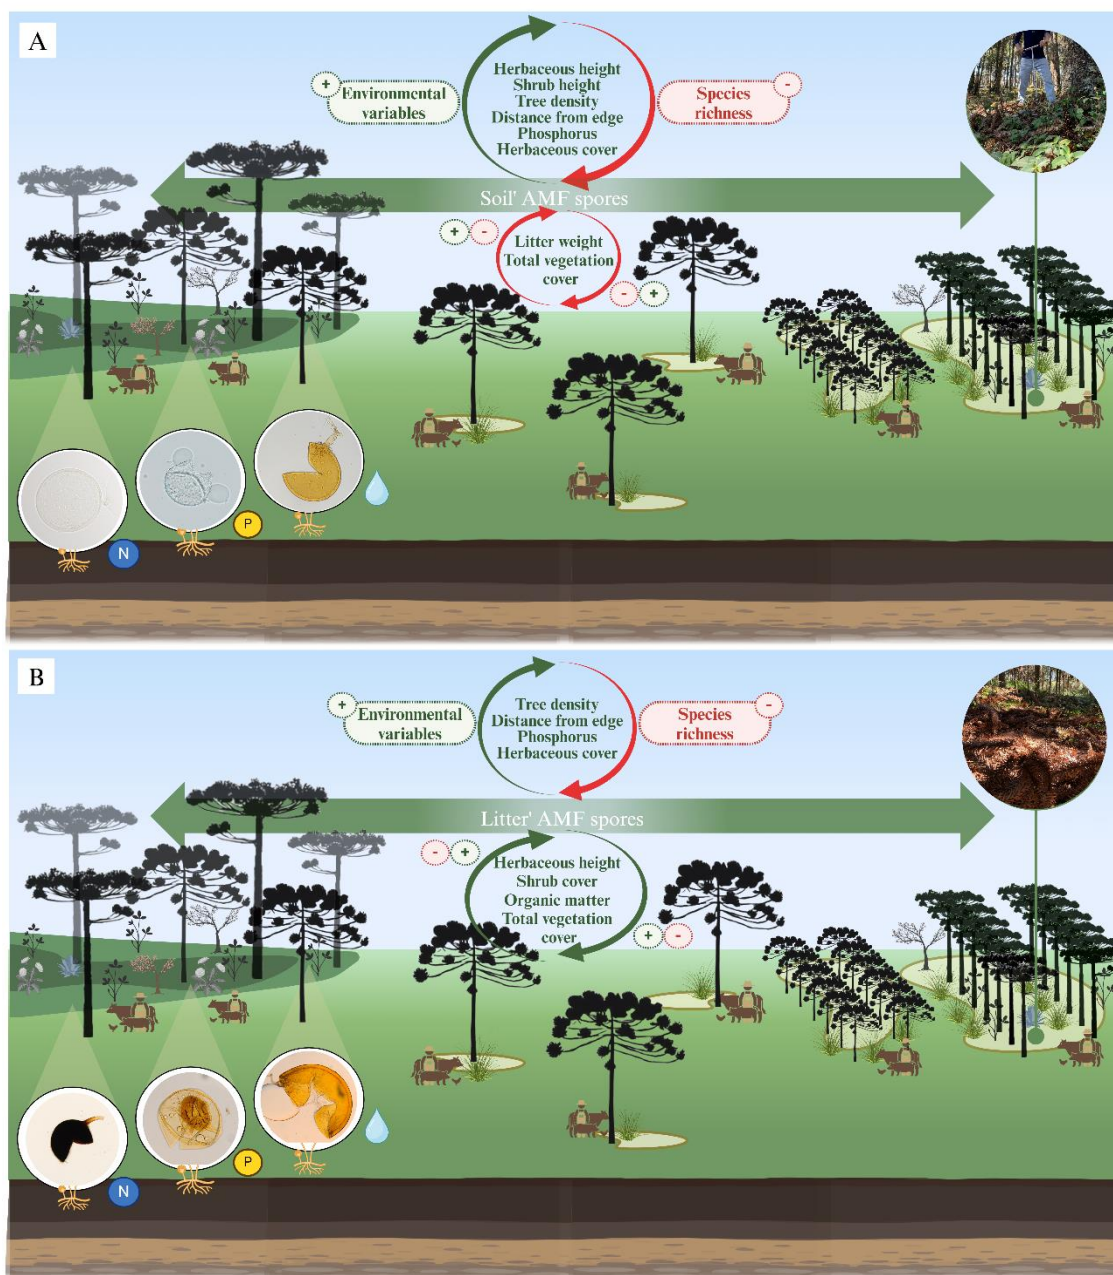 A
+
Environmental
variables
Herbaceous height
Shrub height
Tree density
Distance from edge
Phosphorus
Herbaceous cover
-
Species
richness
Soil' AMF spores
+ -
Litter weight
Total vegetation
cover
- +
N
P
B
+
Environmental
variables
Tree density
Distance from edge
Phosphorus
Herbaceous cover
-
Species
richness
Litter' AMF spores
- +
Herbaceous height
Shrub cover
Organic matter
Total vegetation
cover
+ -
N
P